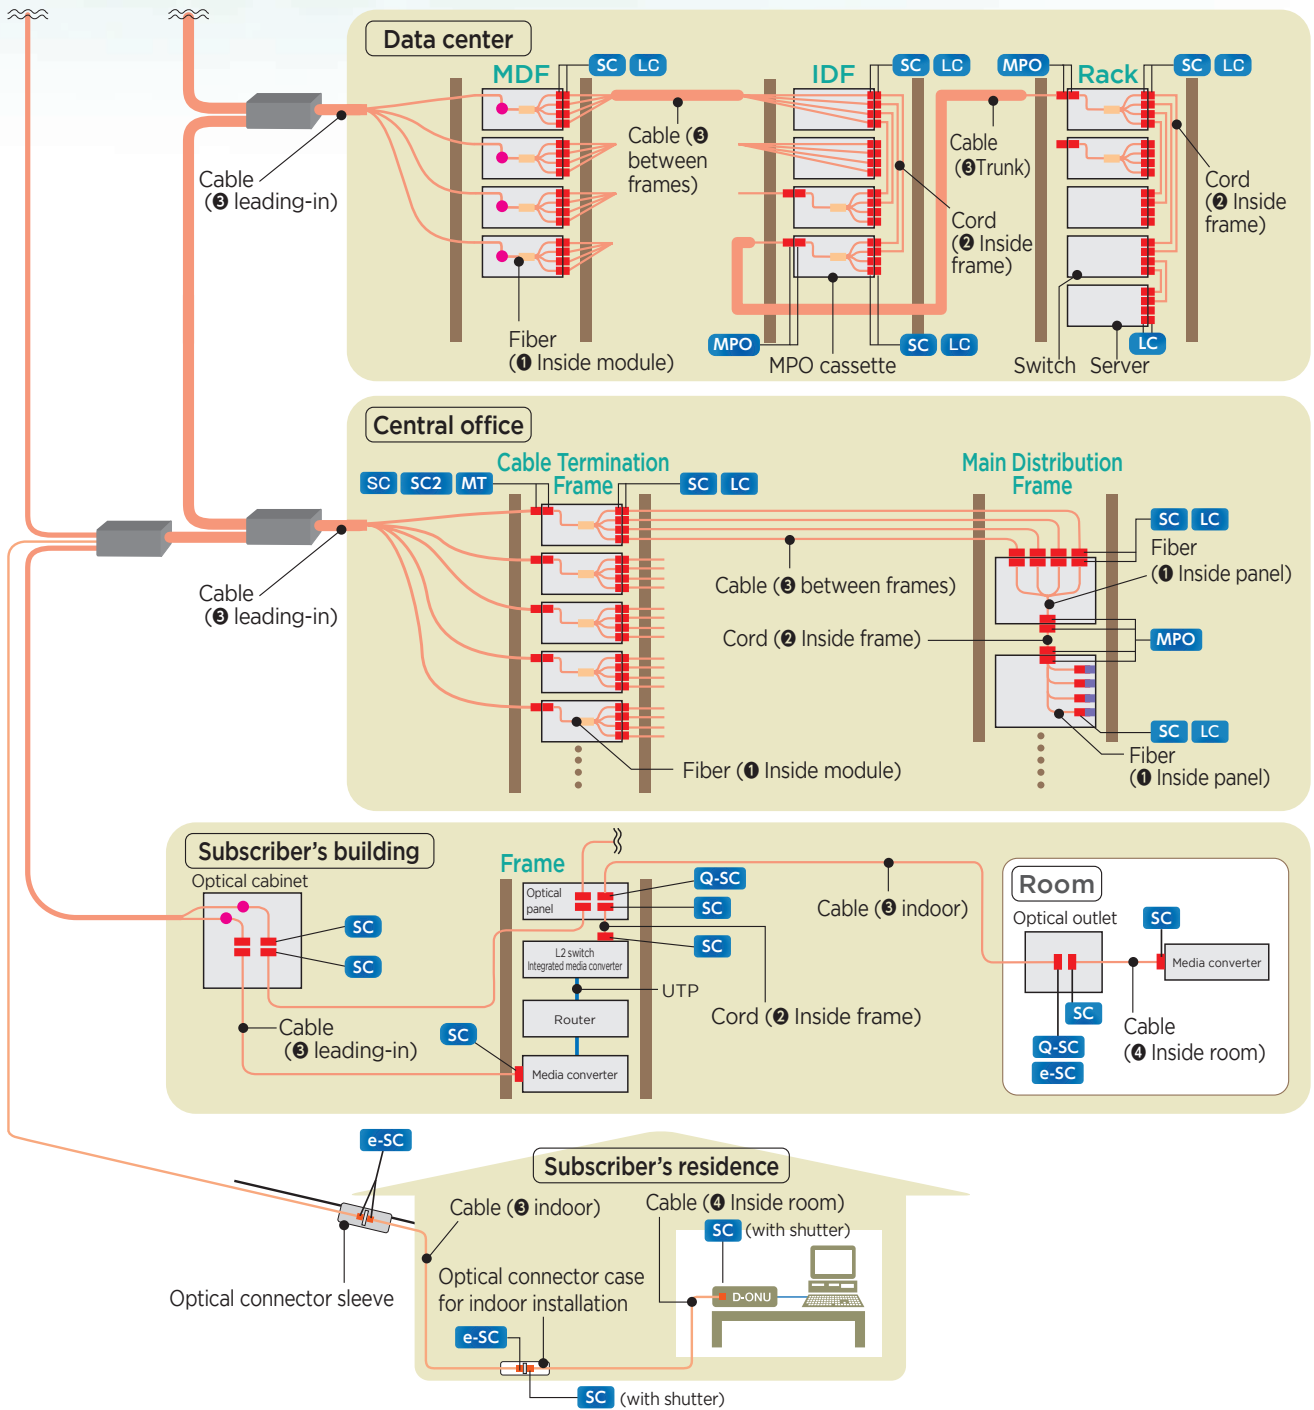 Data center
MDF
SC LC
IDF
SC LC
MPO
Rack
SC LC
Cable
(❸ leading-in)
Cable (❸
between
frames)
Cable
(❸Trunk)
Cord
(❷ Inside
frame)
Cord
(❷ Inside
frame)
Fiber
(❶ Inside module)
MPO
MPO cassette
SC LC
LC
Switch
Server
Central office
Cable Termination
Frame
SC SC2 MT
SC LC
Main Distribution
Frame
SC LC
Fiber
(❶ Inside panel)
Cable
(❸ leading-in)
Cable (❸ between frames)
Cord (❷ Inside frame)
MPO
SC LC
Fiber
(❶ Inside panel)
Fiber (❶ Inside module)
Subscriber's building
Optical cabinet
SC
SC
Cable
(❸ leading-in)
Frame
Optical
panel
Q-SC
SC
SC
L2 switch
Integrated media converter
UTP
Router
Cord (❷ Inside frame)
SC
Media converter
Cable (❸ indoor)
Room
Optical outlet
SC
Media converter
SC
Q-SC
e-SC
Cable
(❹ Inside room)
e-SC
Subscriber's residence
Cable (❸ indoor)
Cable (❹ Inside room)
SC (with shutter)
D-ONU
Optical connector sleeve
Optical connector case
for indoor installation
e-SC
SC (with shutter)